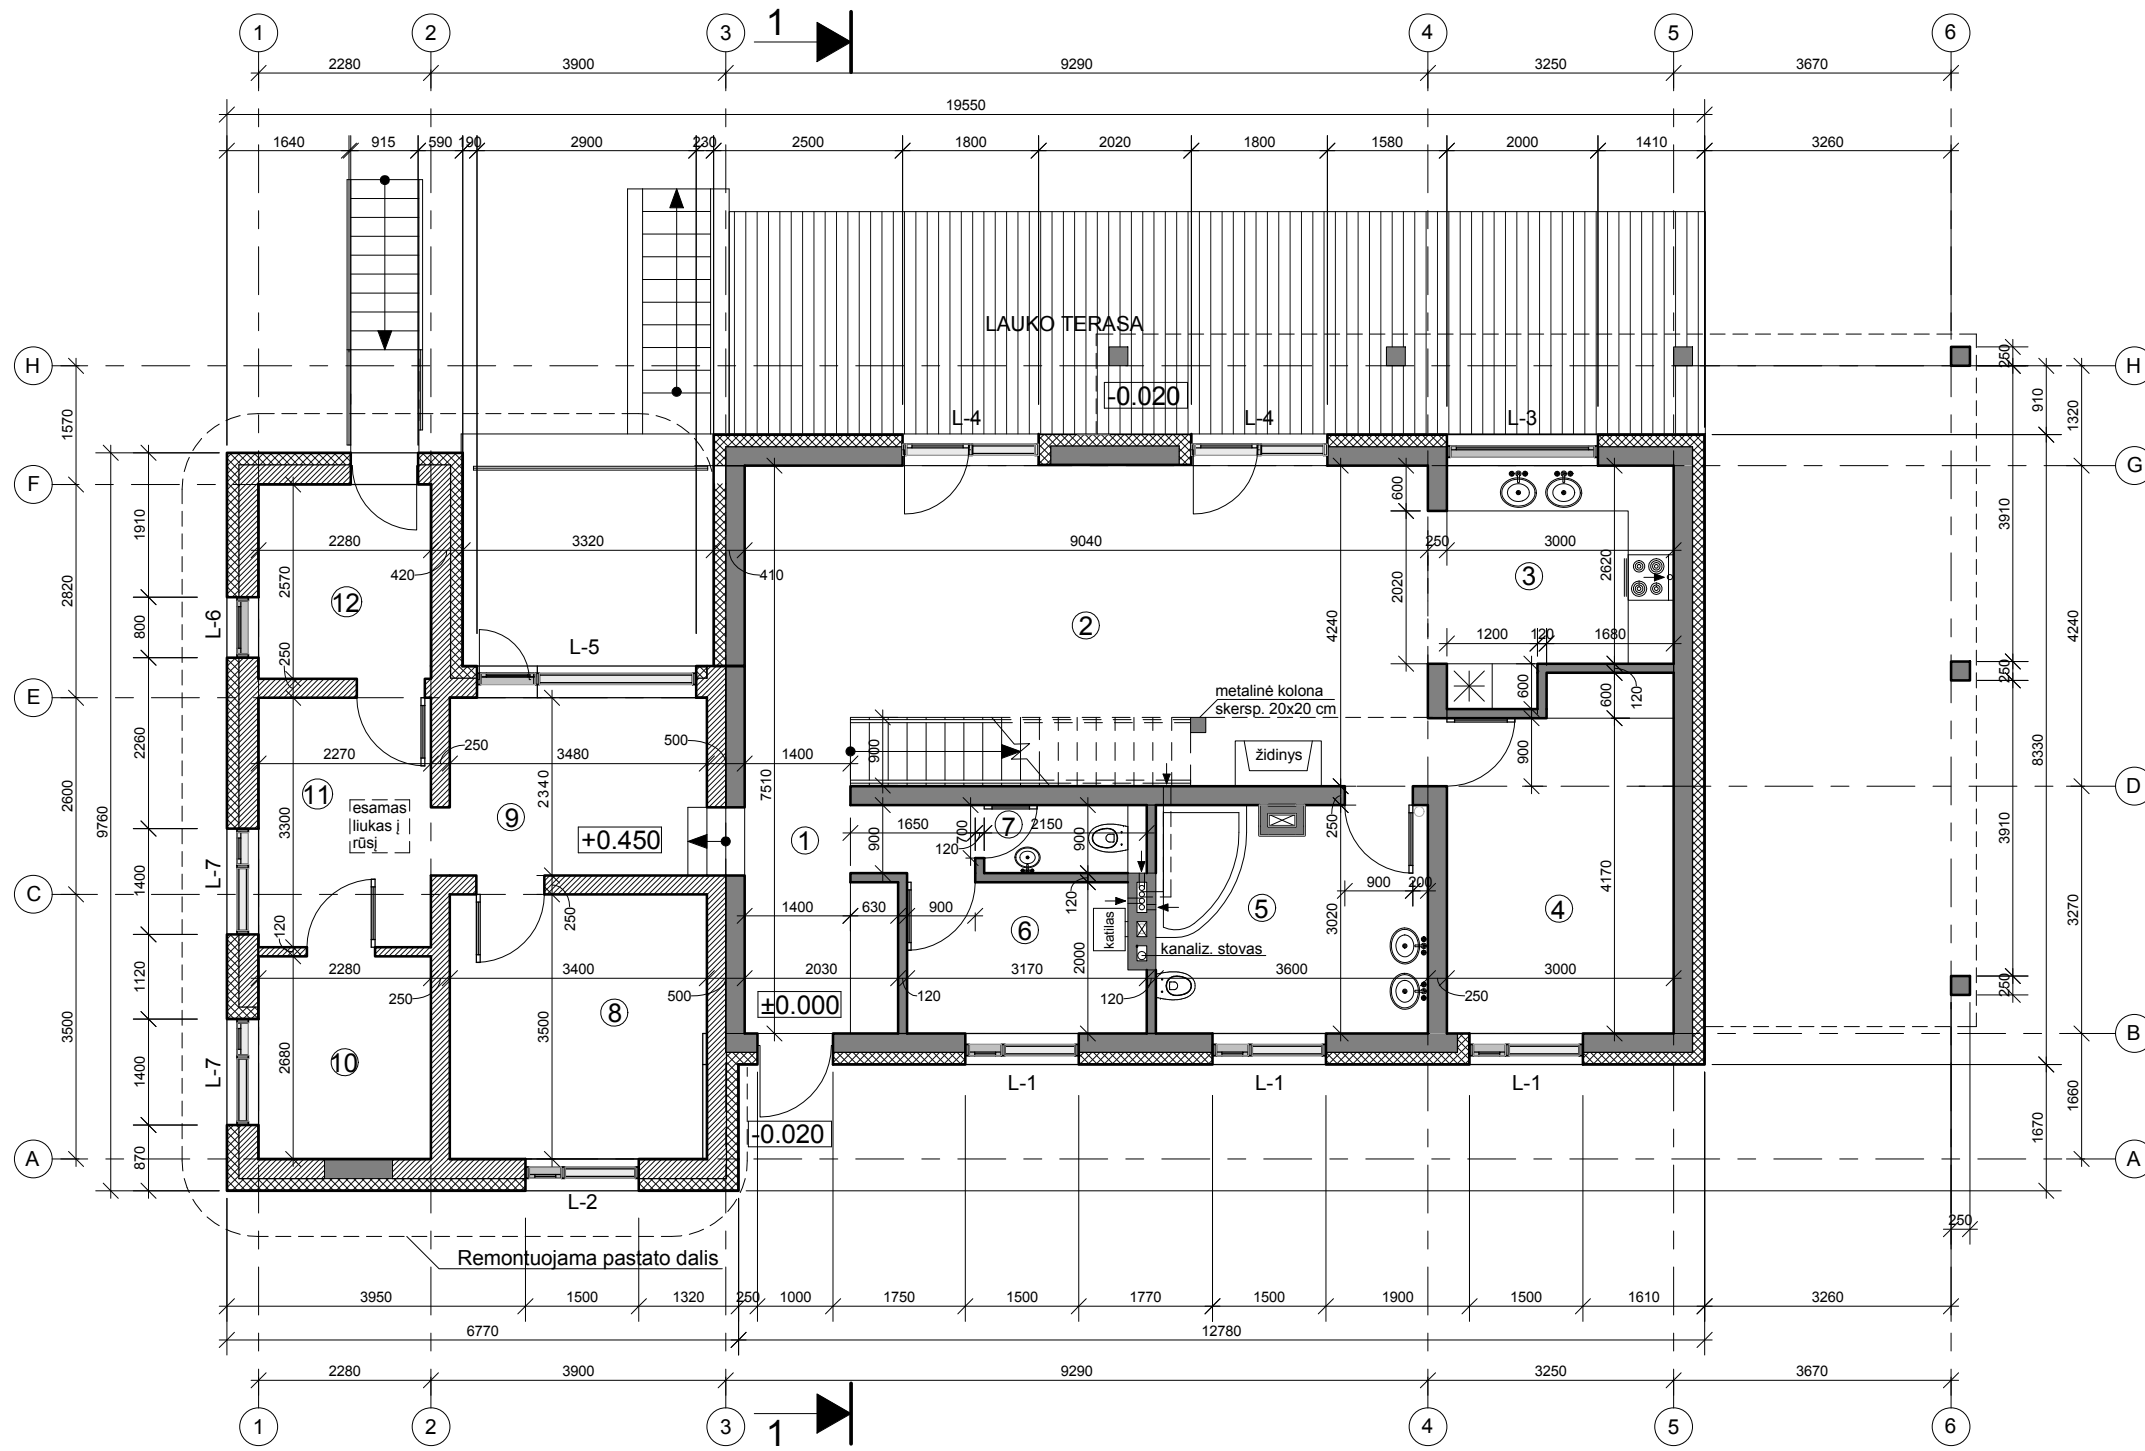 1 2 3 1 4 5 6
2280 3900 9290 3250 3670
19550
1640 915 590 190 2900 230 2500 1800 2020 1800 1580 2000 1410 3260
LAUKO TERASA
-0.020
L-4 L-4 L-3
H H
G
F
E
D
C
B
A A
1570
2820
2600
3500
9760
1910
800
2260
1400
1120
1400
870
L-6
L-7
L-7
250
910
1320
3910
250
4240
8330
3910
3270
250
1660
1670
250
2280 420 3320 410 9040 250 3000
2570
12
250
L-5
2
600
2020
4240
3
2620
1200 120 1680
600
600
120
900
metalinė kolona
skersp. 20x20 cm
židinys
2270 250 3480 500 1400
900
7510
2340
11
3300
esamas
liukas į
rūsį
9
+0.450
1
900
1650
700
7
2150
120
900
250
900 200
4170
120
250
1400 630 900
120
6
katilas
kanaliz. stovas
5
3020
4
2280 250 3400 500 2030 120 3170 120 3600 250 3000
2000
10
2680
8
3500
±0.000
-0.020
L-2
L-1 L-1 L-1
Remontuojama pastato dalis
3950 1500 1320 250 1000 1750 1500 1770 1500 1900 1500 1610 3260
6770 12780
2280 3900 9290 3250 3670
1 2 3 1 4 5 6